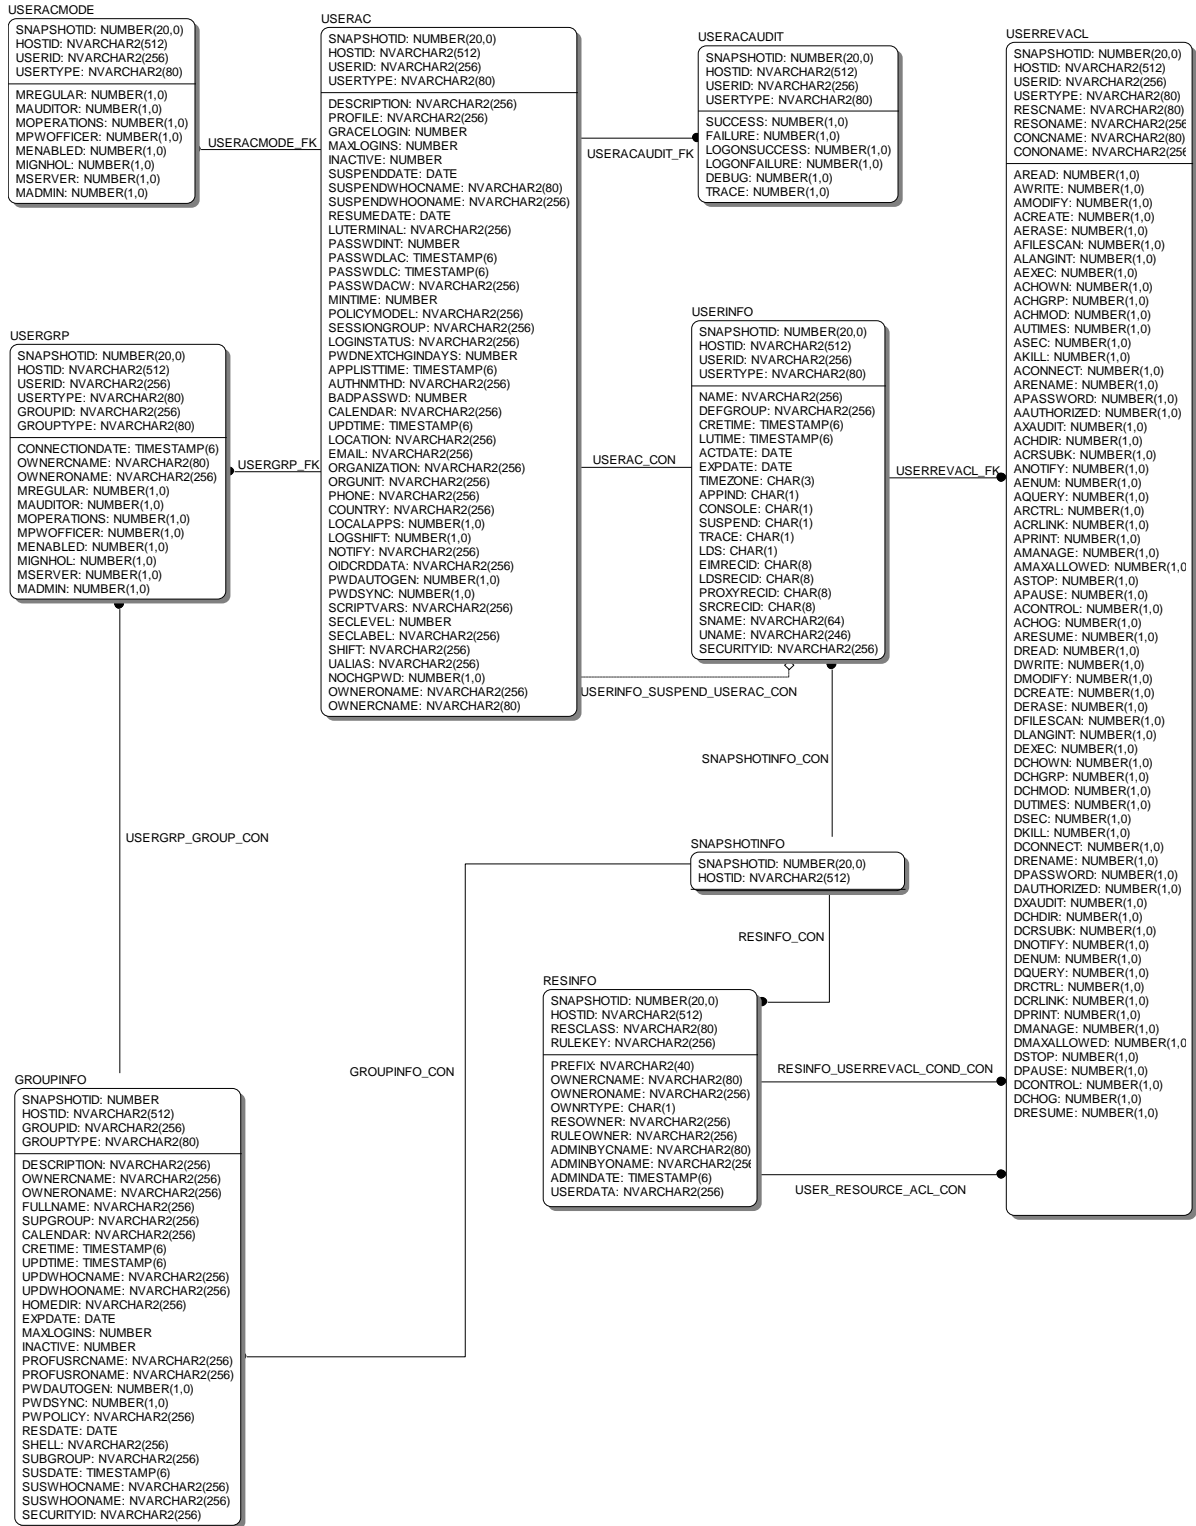 USERACMODE
SNAPSHOTID: NUMBER(20,0)
HOSTID: NVARCHAR2(512)
USERID: NVARCHAR2(256)
USERTYPE: NVARCHAR2(80)
MREGULAR: NUMBER(1,0)
MAUDITOR: NUMBER(1,0)
MOPERATIONS: NUMBER(1,0)
MPWOFFICER: NUMBER(1,0)
MENABLED: NUMBER(1,0)
MIGNHOL: NUMBER(1,0)
MSERVER: NUMBER(1,0)
MADMIN: NUMBER(1,0)
USERACMODE_FK
USERAC
SNAPSHOTID: NUMBER(20,0)
HOSTID: NVARCHAR2(512)
USERID: NVARCHAR2(256)
USERTYPE: NVARCHAR2(80)
DESCRIPTION: NVARCHAR2(256)
PROFILE: NVARCHAR2(256)
GRACELOGIN: NUMBER
MAXLOGINS: NUMBER
INACTIVE: NUMBER
SUSPENDDATE: DATE
SUSPENDWHOCNAME: NVARCHAR2(80)
SUSPENDWHOONAME: NVARCHAR2(256)
RESUMEDATE: DATE
LUTERMINAL: NVARCHAR2(256)
PASSWDINT: NUMBER
PASSWDLAC: TIMESTAMP(6)
PASSWDLC: TIMESTAMP(6)
PASSWDACW: NVARCHAR2(256)
MINTIME: NUMBER
POLICYMODEL: NVARCHAR2(256)
SESSIONGROUP: NVARCHAR2(256)
LOGINSTATUS: NVARCHAR2(256)
PWDNEXTCHGINDAYS: NUMBER
APPLISTTIME: TIMESTAMP(6)
AUTHNMTHD: NVARCHAR2(256)
BADPASSWD: NUMBER
CALENDAR: NVARCHAR2(256)
UPDTIME: TIMESTAMP(6)
LOCATION: NVARCHAR2(256)
EMAIL: NVARCHAR2(256)
ORGANIZATION: NVARCHAR2(256)
ORGUNIT: NVARCHAR2(256)
PHONE: NVARCHAR2(256)
COUNTRY: NVARCHAR2(256)
LOCALAPPS: NUMBER(1,0)
LOGSHIFT: NUMBER(1,0)
NOTIFY: NVARCHAR2(256)
OIDCRDDATA: NVARCHAR2(256)
PWDAUTOGEN: NUMBER(1,0)
PWDSYNC: NUMBER(1,0)
SCRIPTVARS: NVARCHAR2(256)
SECLEVEL: NUMBER
SECLABEL: NVARCHAR2(256)
SHIFT: NVARCHAR2(256)
UALIAS: NVARCHAR2(256)
NOCHGPWD: NUMBER(1,0)
OWNERONAME: NVARCHAR2(256)
OWNERCNAME: NVARCHAR2(80)
USERACAUDIT
SNAPSHOTID: NUMBER(20,0)
HOSTID: NVARCHAR2(512)
USERID: NVARCHAR2(256)
USERTYPE: NVARCHAR2(80)
SUCCESS: NUMBER(1,0)
FAILURE: NUMBER(1,0)
LOGONSUCCESS: NUMBER(1,0)
LOGONFAILURE: NUMBER(1,0)
DEBUG: NUMBER(1,0)
TRACE: NUMBER(1,0)
USERACAUDIT_FK
USERREVACL
SNAPSHOTID: NUMBER(20,0)
HOSTID: NVARCHAR2(512)
USERID: NVARCHAR2(256)
USERTYPE: NVARCHAR2(80)
RESCNAME: NVARCHAR2(80)
RESONAME: NVARCHAR2(256
CONCNAME: NVARCHAR2(80)
CONONAME: NVARCHAR2(256
AREAD: NUMBER(1,0)
AWRITE: NUMBER(1,0)
AMODIFY: NUMBER(1,0)
ACREATE: NUMBER(1,0)
AERASE: NUMBER(1,0)
AFILESCAN: NUMBER(1,0)
ALANGINT: NUMBER(1,0)
AEXEC: NUMBER(1,0)
ACHOWN: NUMBER(1,0)
ACHGRP: NUMBER(1,0)
ACHMOD: NUMBER(1,0)
AUTIMES: NUMBER(1,0)
ASEC: NUMBER(1,0)
AKILL: NUMBER(1,0)
ACONNECT: NUMBER(1,0)
ARENAME: NUMBER(1,0)
APASSWORD: NUMBER(1,0)
AAUTHORIZED: NUMBER(1,0)
AXAUDIT: NUMBER(1,0)
ACHDIR: NUMBER(1,0)
ACRSUBK: NUMBER(1,0)
ANOTIFY: NUMBER(1,0)
AENUM: NUMBER(1,0)
AQUERY: NUMBER(1,0)
ARCTRL: NUMBER(1,0)
ACRLINK: NUMBER(1,0)
APRINT: NUMBER(1,0)
AMANAGE: NUMBER(1,0)
AMAXALLOWED: NUMBER(1,0
ASTOP: NUMBER(1,0)
APAUSE: NUMBER(1,0)
ACONTROL: NUMBER(1,0)
ACHOG: NUMBER(1,0)
ARESUME: NUMBER(1,0)
DREAD: NUMBER(1,0)
DWRITE: NUMBER(1,0)
DMODIFY: NUMBER(1,0)
DCREATE: NUMBER(1,0)
DERASE: NUMBER(1,0)
DFILESCAN: NUMBER(1,0)
DLANGINT: NUMBER(1,0)
DEXEC: NUMBER(1,0)
DCHOWN: NUMBER(1,0)
DCHGRP: NUMBER(1,0)
DCHMOD: NUMBER(1,0)
DUTIMES: NUMBER(1,0)
DSEC: NUMBER(1,0)
DKILL: NUMBER(1,0)
DCONNECT: NUMBER(1,0)
DRENAME: NUMBER(1,0)
DPASSWORD: NUMBER(1,0)
DAUTHORIZED: NUMBER(1,0)
DXAUDIT: NUMBER(1,0)
DCHDIR: NUMBER(1,0)
DCRSUBK: NUMBER(1,0)
DNOTIFY: NUMBER(1,0)
DENUM: NUMBER(1,0)
DQUERY: NUMBER(1,0)
DRCTRL: NUMBER(1,0)
DCRLINK: NUMBER(1,0)
DPRINT: NUMBER(1,0)
DMANAGE: NUMBER(1,0)
DMAXALLOWED: NUMBER(1,0
DSTOP: NUMBER(1,0)
DPAUSE: NUMBER(1,0)
DCONTROL: NUMBER(1,0)
DCHOG: NUMBER(1,0)
DRESUME: NUMBER(1,0)
USERGRP
SNAPSHOTID: NUMBER(20,0)
HOSTID: NVARCHAR2(512)
USERID: NVARCHAR2(256)
USERTYPE: NVARCHAR2(80)
GROUPID: NVARCHAR2(256)
GROUPTYPE: NVARCHAR2(80)
CONNECTIONDATE: TIMESTAMP(6)
OWNERCNAME: NVARCHAR2(80)
OWNERONAME: NVARCHAR2(256)
MREGULAR: NUMBER(1,0)
MAUDITOR: NUMBER(1,0)
MOPERATIONS: NUMBER(1,0)
MPWOFFICER: NUMBER(1,0)
MENABLED: NUMBER(1,0)
MIGNHOL: NUMBER(1,0)
MSERVER: NUMBER(1,0)
MADMIN: NUMBER(1,0)
USERGRP_FK
USERINFO
SNAPSHOTID: NUMBER(20,0)
HOSTID: NVARCHAR2(512)
USERID: NVARCHAR2(256)
USERTYPE: NVARCHAR2(80)
NAME: NVARCHAR2(256)
DEFGROUP: NVARCHAR2(256)
CRETIME: TIMESTAMP(6)
LUTIME: TIMESTAMP(6)
ACTDATE: DATE
EXPDATE: DATE
TIMEZONE: CHAR(3)
APPIND: CHAR(1)
CONSOLE: CHAR(1)
SUSPEND: CHAR(1)
TRACE: CHAR(1)
LDS: CHAR(1)
EIMRECID: CHAR(8)
LDSRECID: CHAR(8)
PROXYRECID: CHAR(8)
SRCRECID: CHAR(8)
SNAME: NVARCHAR2(64)
UNAME: NVARCHAR2(246)
SECURITYID: NVARCHAR2(256)
USERAC_CON
USERREVACL_FK
USERINFO_SUSPEND_USERAC_CON
SNAPSHOTINFO_CON
USERGRP_GROUP_CON
SNAPSHOTINFO
SNAPSHOTID: NUMBER(20,0)
HOSTID: NVARCHAR2(512)
RESINFO_CON
RESINFO
SNAPSHOTID: NUMBER(20,0)
HOSTID: NVARCHAR2(512)
RESCLASS: NVARCHAR2(80)
RULEKEY: NVARCHAR2(256)
PREFIX: NVARCHAR2(40)
OWNERCNAME: NVARCHAR2(80)
OWNERONAME: NVARCHAR2(256)
OWNRTYPE: CHAR(1)
RESOWNER: NVARCHAR2(256)
RULEOWNER: NVARCHAR2(256)
ADMINBYCNAME: NVARCHAR2(80)
ADMINBYONAME: NVARCHAR2(256
ADMINDATE: TIMESTAMP(6)
USERDATA: NVARCHAR2(256)
RESINFO_USERREVACL_COND_CON
USER_RESOURCE_ACL_CON
GROUPINFO_CON
GROUPINFO
SNAPSHOTID: NUMBER
HOSTID: NVARCHAR2(512)
GROUPID: NVARCHAR2(256)
GROUPTYPE: NVARCHAR2(80)
DESCRIPTION: NVARCHAR2(256)
OWNERCNAME: NVARCHAR2(256)
OWNERONAME: NVARCHAR2(256)
FULLNAME: NVARCHAR2(256)
SUPGROUP: NVARCHAR2(256)
CALENDAR: NVARCHAR2(256)
CRETIME: TIMESTAMP(6)
UPDTIME: TIMESTAMP(6)
UPDWHOCNAME: NVARCHAR2(256)
UPDWHOONAME: NVARCHAR2(256)
HOMEDIR: NVARCHAR2(256)
EXPDATE: DATE
MAXLOGINS: NUMBER
INACTIVE: NUMBER
PROFUSRCNAME: NVARCHAR2(256)
PROFUSRONAME: NVARCHAR2(256)
PWDAUTOGEN: NUMBER(1,0)
PWDSYNC: NUMBER(1,0)
PWPOLICY: NVARCHAR2(256)
RESDATE: DATE
SHELL: NVARCHAR2(256)
SUBGROUP: NVARCHAR2(256)
SUSDATE: TIMESTAMP(6)
SUSWHOCNAME: NVARCHAR2(256)
SUSWHOONAME: NVARCHAR2(256)
SECURITYID: NVARCHAR2(256)